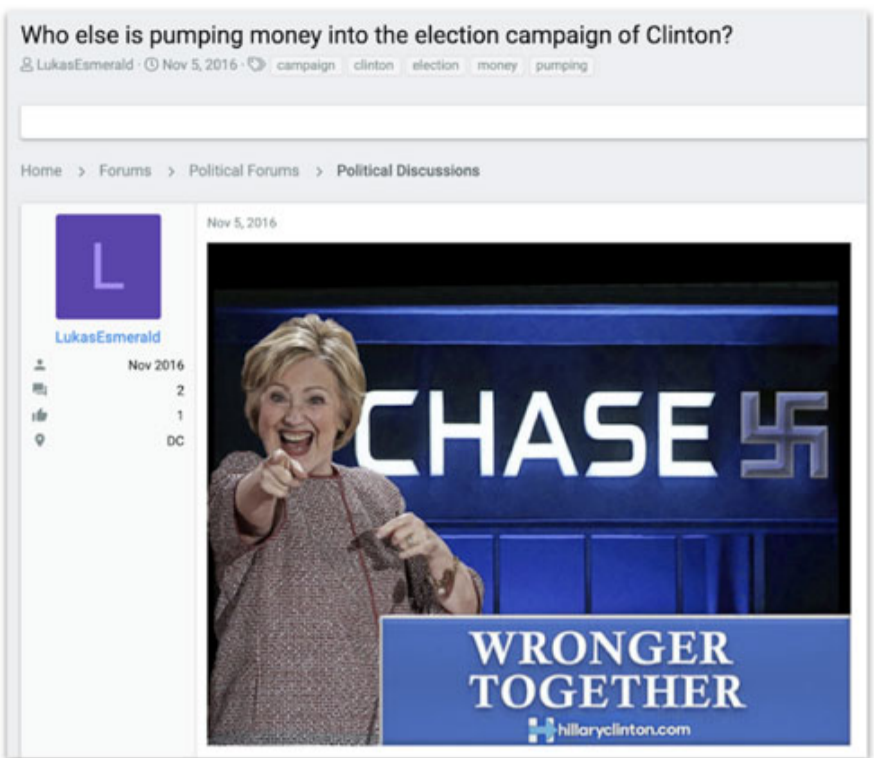 Who else is pumping money into the election campaign of Clinton?
LukasEsmerald · Nov 5, 2016 · campaign clinton election money pumping
Home > Forums > Political Forums > Political Discussions
L
LukasEsmerald
Nov 2016
2
1
DC
Nov 5, 2016
CHASE
WRONGER
TOGETHER
H hillaryclinton.com